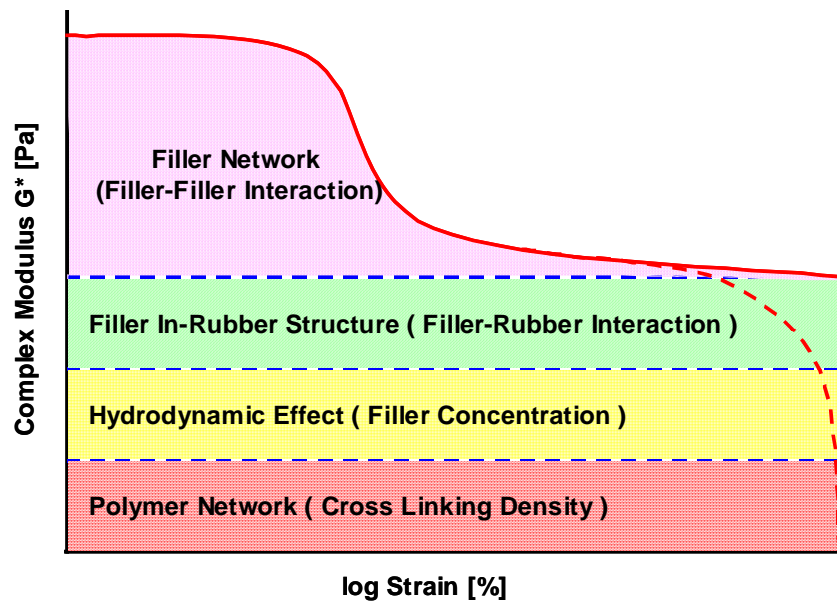 Complex Modulus G* [Pa]
Filler Network
(Filler-Filler Interaction)
Filler In-Rubber Structure ( Filler-Rubber Interaction )
Hydrodynamic Effect ( Filler Concentration )
Polymer Network ( Cross Linking Density )
log Strain [%]